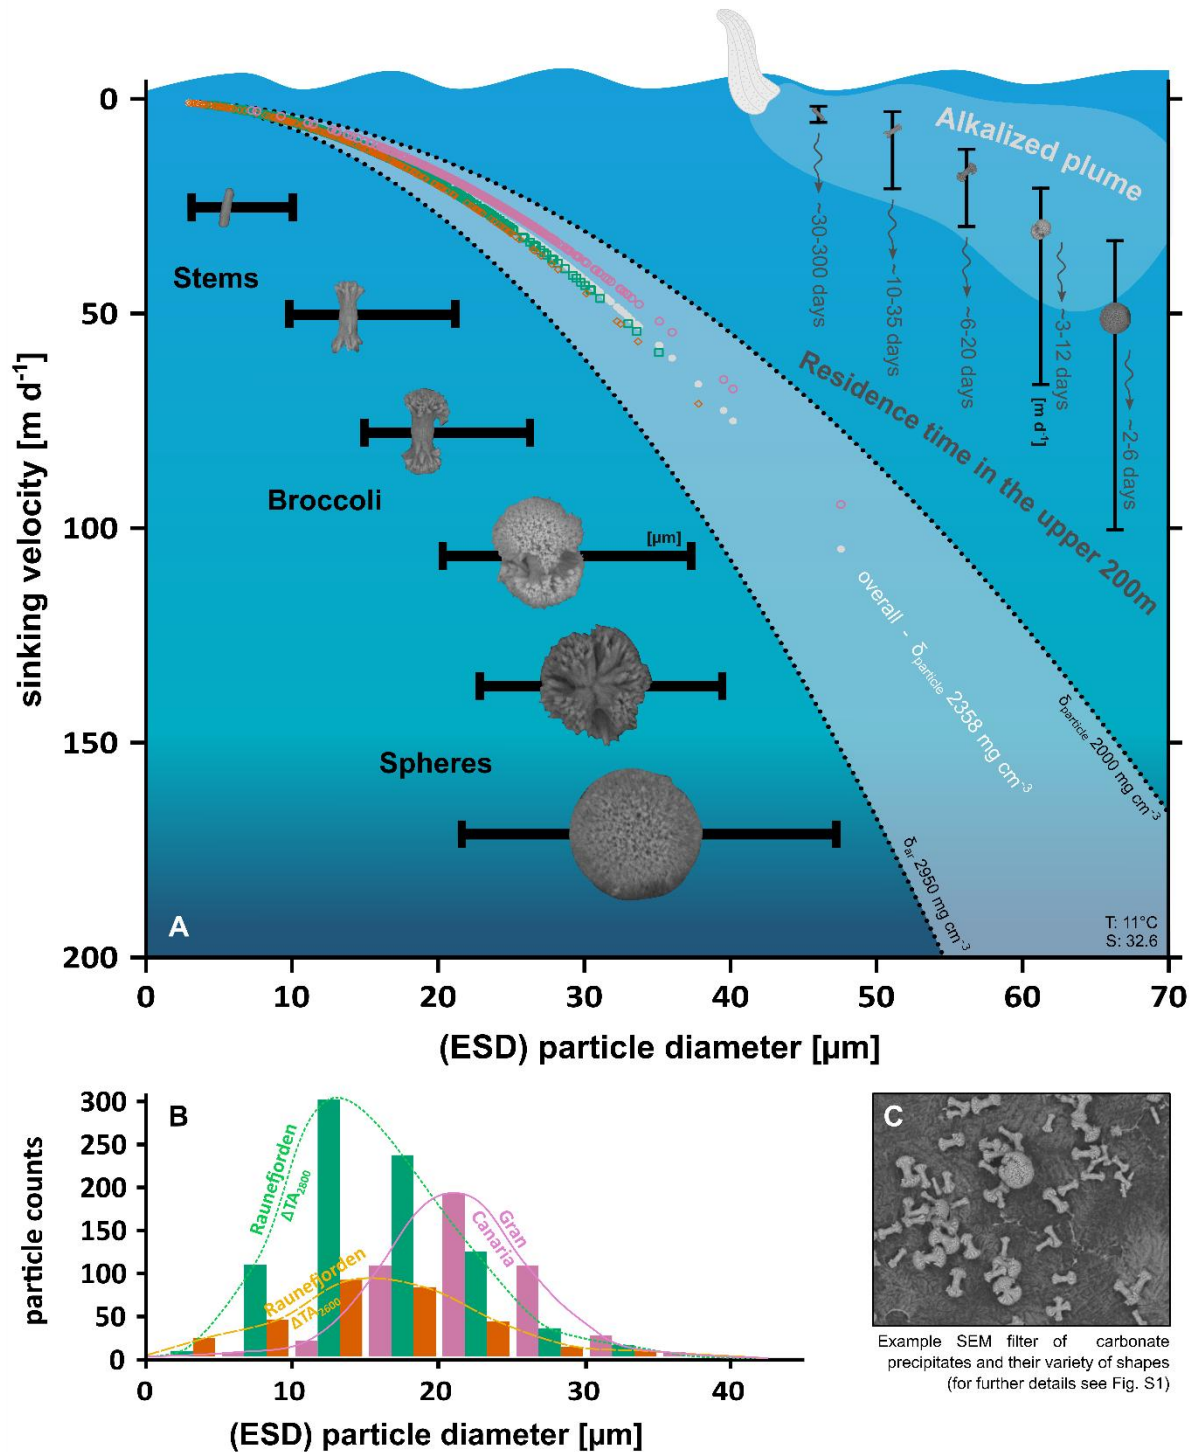 0
50
100
150
200
sinking velocity [m d⁻¹]
Alkalized plume
~30-300 days
~10-35 days
~6-20 days
~3-12 days
[m d⁻¹]
~2-6 days
Residence time in the upper 200m
Stems
Broccoli
[µm]
Spheres
overall - δparticle 2358 mg cm⁻³
δparticle 2000 mg cm⁻³
δar 2950 mg cm⁻³
A
T: 11°C
S: 32.6
0 10 20 30 40 50 60 70
(ESD) particle diameter [µm]
B
300
250
200
150
100
50
0
particle counts
Raunefjorden
ΔTA2800
Raunefjorden
ΔTA2600
Gran
Canaria
0 10 20 30 40
(ESD) particle diameter [µm]
C
Example SEM filter of carbonate
precipitates and their variety of shapes
(for further details see Fig. S1)